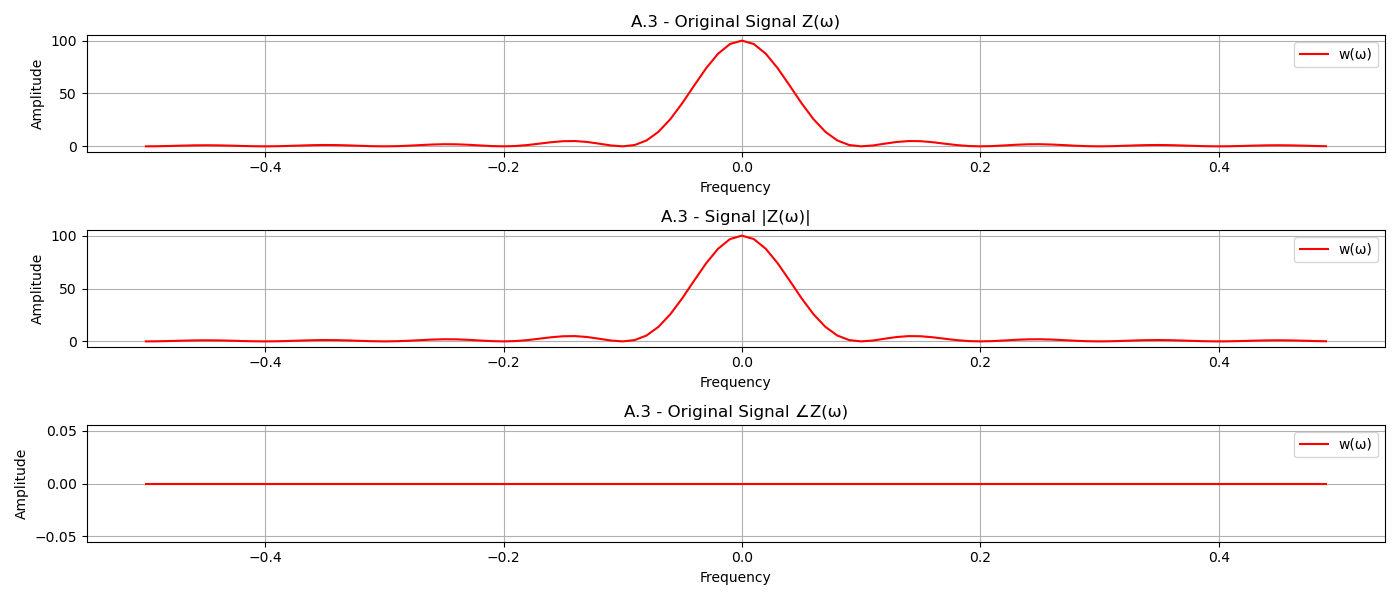 A.3 - Original Signal Z(ω)
Amplitude
100
50
0
w(ω)
−0.4
−0.2
0.0
0.2
0.4
Frequency
A.3 - Signal |Z(ω)|
Amplitude
100
50
0
w(ω)
−0.4
−0.2
0.0
0.2
0.4
Frequency
A.3 - Original Signal ∠Z(ω)
Amplitude
0.05
0.00
−0.05
w(ω)
−0.4
−0.2
0.0
0.2
0.4
Frequency